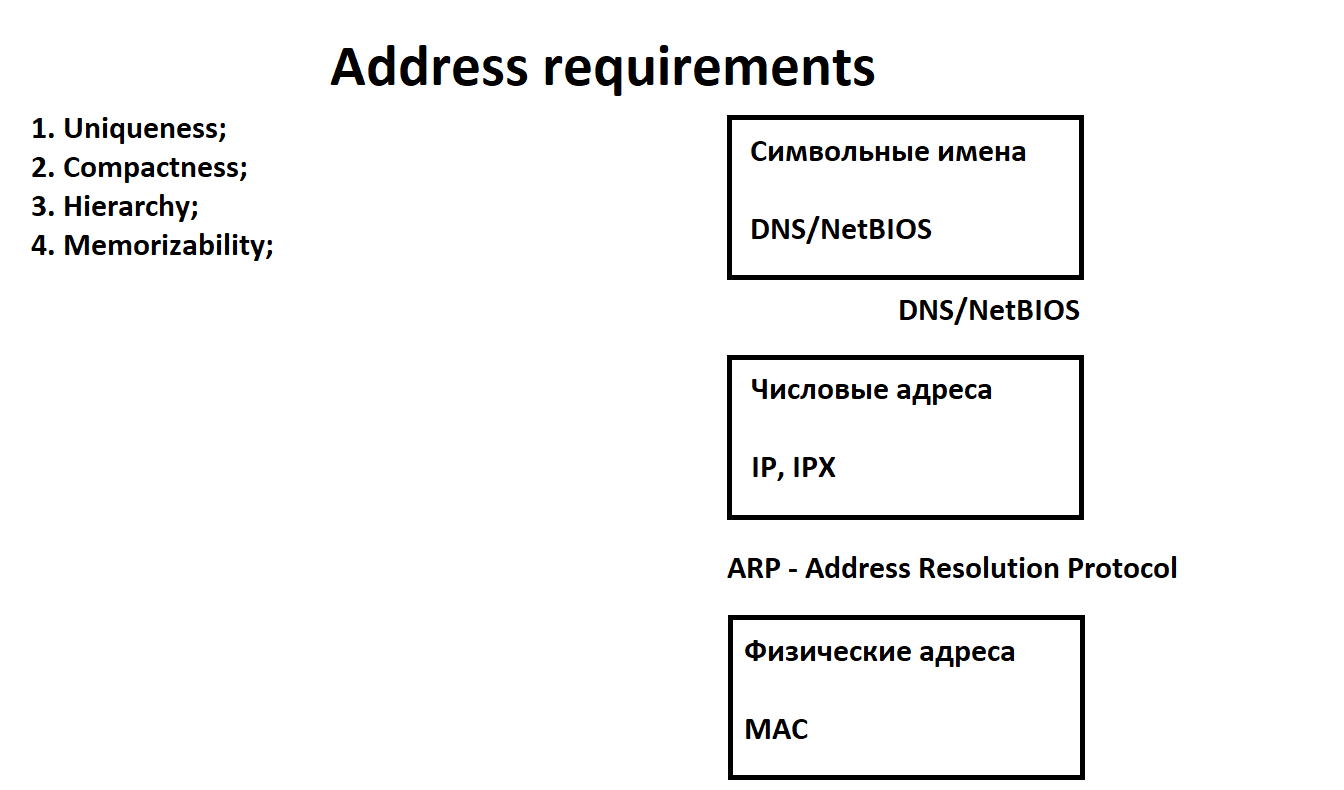 Address requirements
1. Uniqueness;
2. Compactness;
3. Hierarchy;
4. Memorizability;
Символьные имена
DNS/NetBIOS
DNS/NetBIOS
Числовые адреса
IP, IPX
ARP - Address Resolution Protocol
Физические адреса
MAC